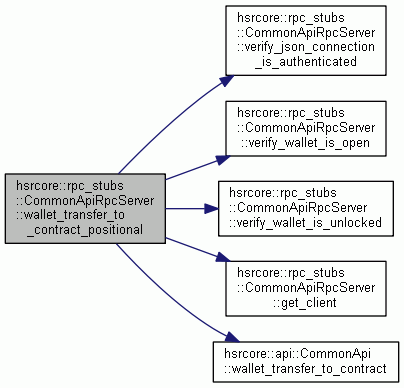 hsrcore::rpc_stubs
::CommonApiRpcServer
::verify_json_connection
_is_authenticated
hsrcore::rpc_stubs
::CommonApiRpcServer
::verify_wallet_is_open
hsrcore::rpc_stubs
::CommonApiRpcServer
::wallet_transfer_to
_contract_positional
hsrcore::rpc_stubs
::CommonApiRpcServer
::verify_wallet_is_unlocked
hsrcore::rpc_stubs
::CommonApiRpcServer
::get_client
hsrcore::api::CommonApi
::wallet_transfer_to_contract